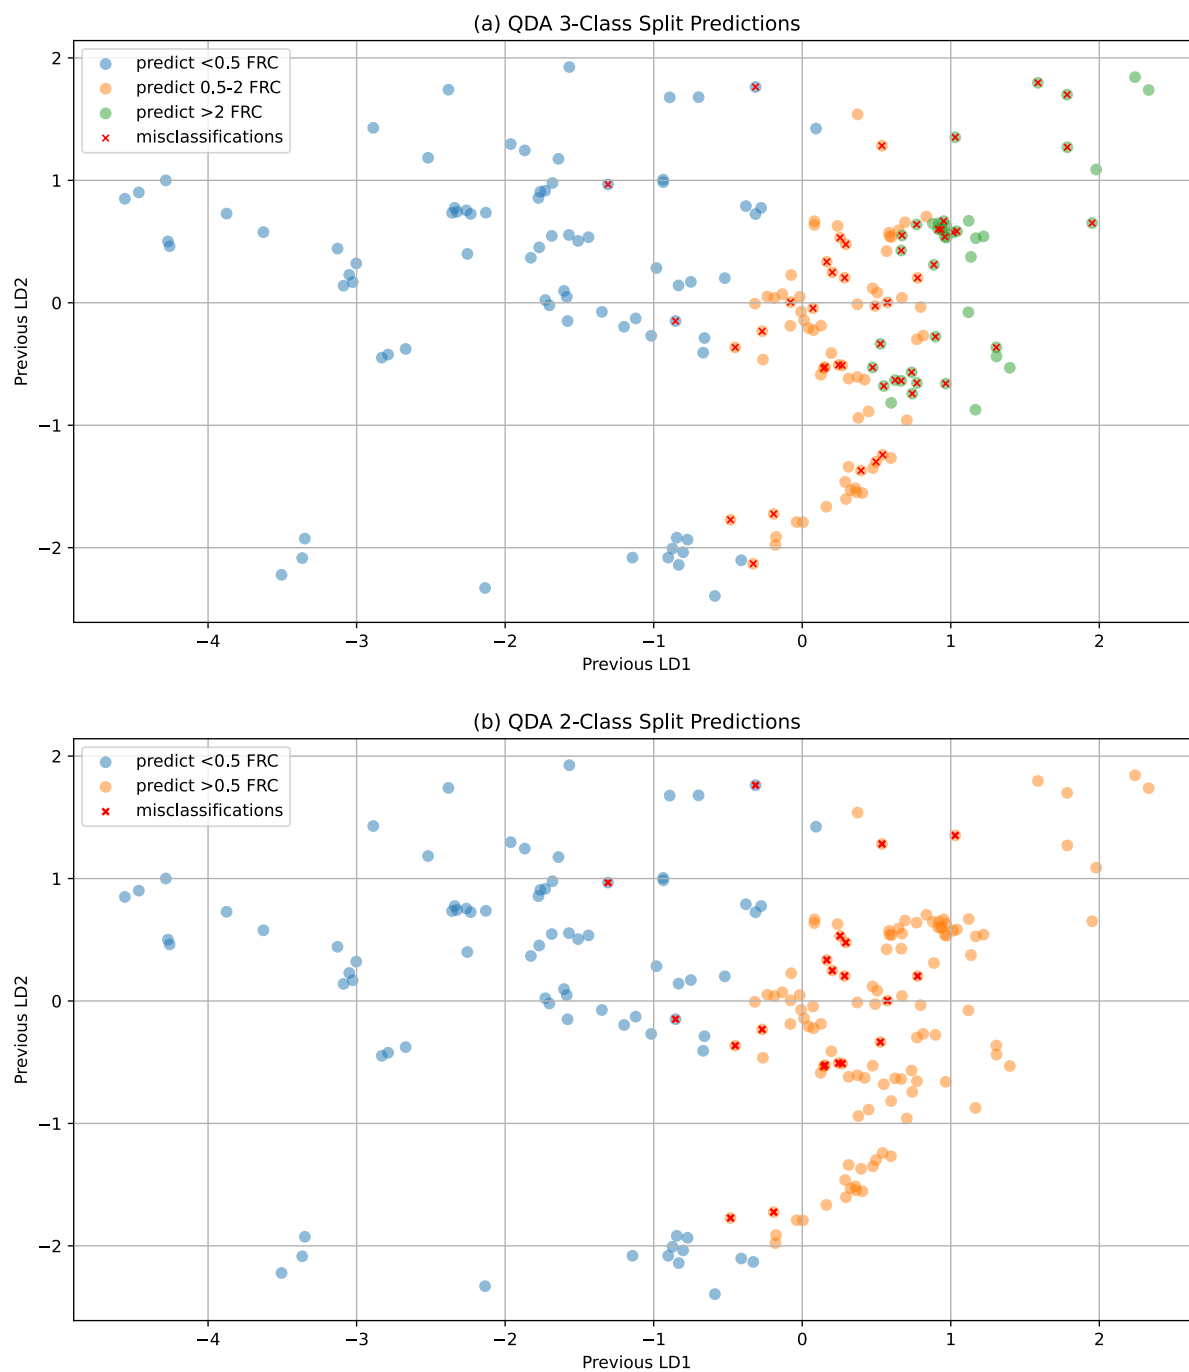 (a) QDA 3-Class Split Predictions
predict <0.5 FRC
predict 0.5-2 FRC
predict >2 FRC
misclassifications
2
1
0
−1
−2
Previous LD2
−4 −3 −2 −1 0 1 2
Previous LD1
(b) QDA 2-Class Split Predictions
predict <0.5 FRC
predict >0.5 FRC
misclassifications
2
1
0
−1
−2
Previous LD2
−4 −3 −2 −1 0 1 2
Previous LD1